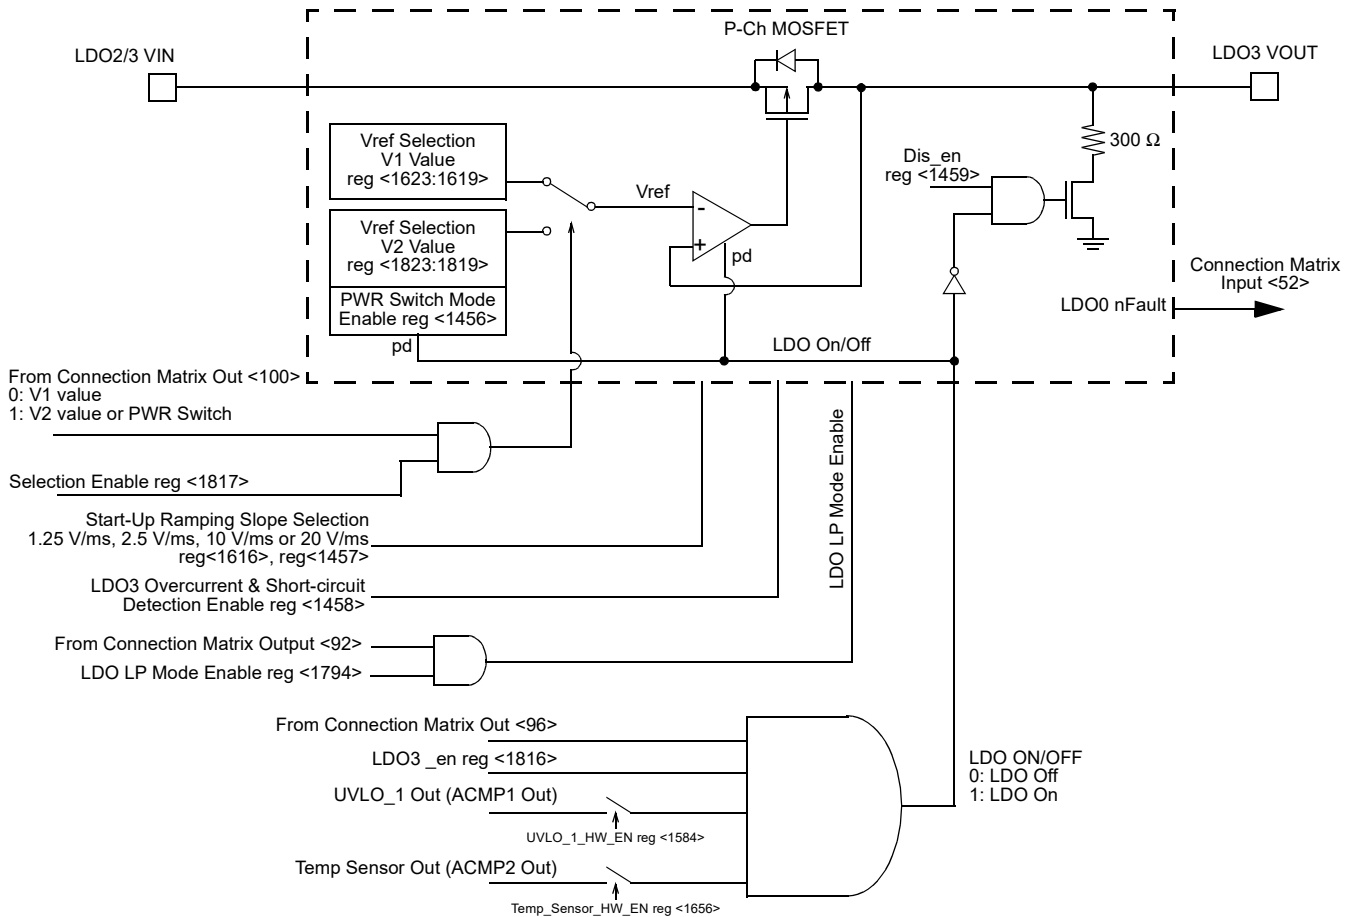 P-Ch MOSFET
LDO2/3 VIN
LDO3 VOUT
Vref Selection
V1 Value
reg <1623:1619>
Vref Selection
V2 Value
reg <1823:1819>
PWR Switch Mode
Enable reg <1456>
Vref
-
+
pd
pd
Dis_en
reg <1459>
300 Ω
Connection Matrix
Input <52>
LDO0 nFault
LDO On/Off
From Connection Matrix Out <100>
0: V1 value
1: V2 value or PWR Switch
Selection Enable reg <1817>
Start-Up Ramping Slope Selection
1.25 V/ms, 2.5 V/ms, 10 V/ms or 20 V/ms
reg<1616>, reg<1457>
LDO3 Overcurrent & Short-circuit
Detection Enable reg <1458>
LDO LP Mode Enable
From Connection Matrix Output <92>
LDO LP Mode Enable reg <1794>
From Connection Matrix Out <96>
LDO3 _en reg <1816>
UVLO_1 Out (ACMP1 Out)
UVLO_1_HW_EN reg <1584>
Temp Sensor Out (ACMP2 Out)
Temp_Sensor_HW_EN reg <1656>
LDO ON/OFF
0: LDO Off
1: LDO On